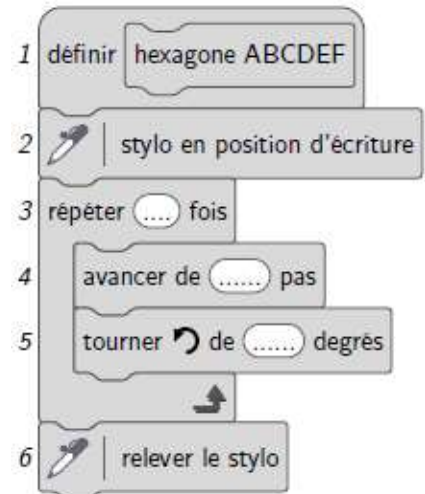 1 définir hexagone ABCDEF
2 stylo en position d'écriture
3 répéter .... fois
4 avancer de ...... pas
5 tourner de ...... degrés
6 relever le stylo